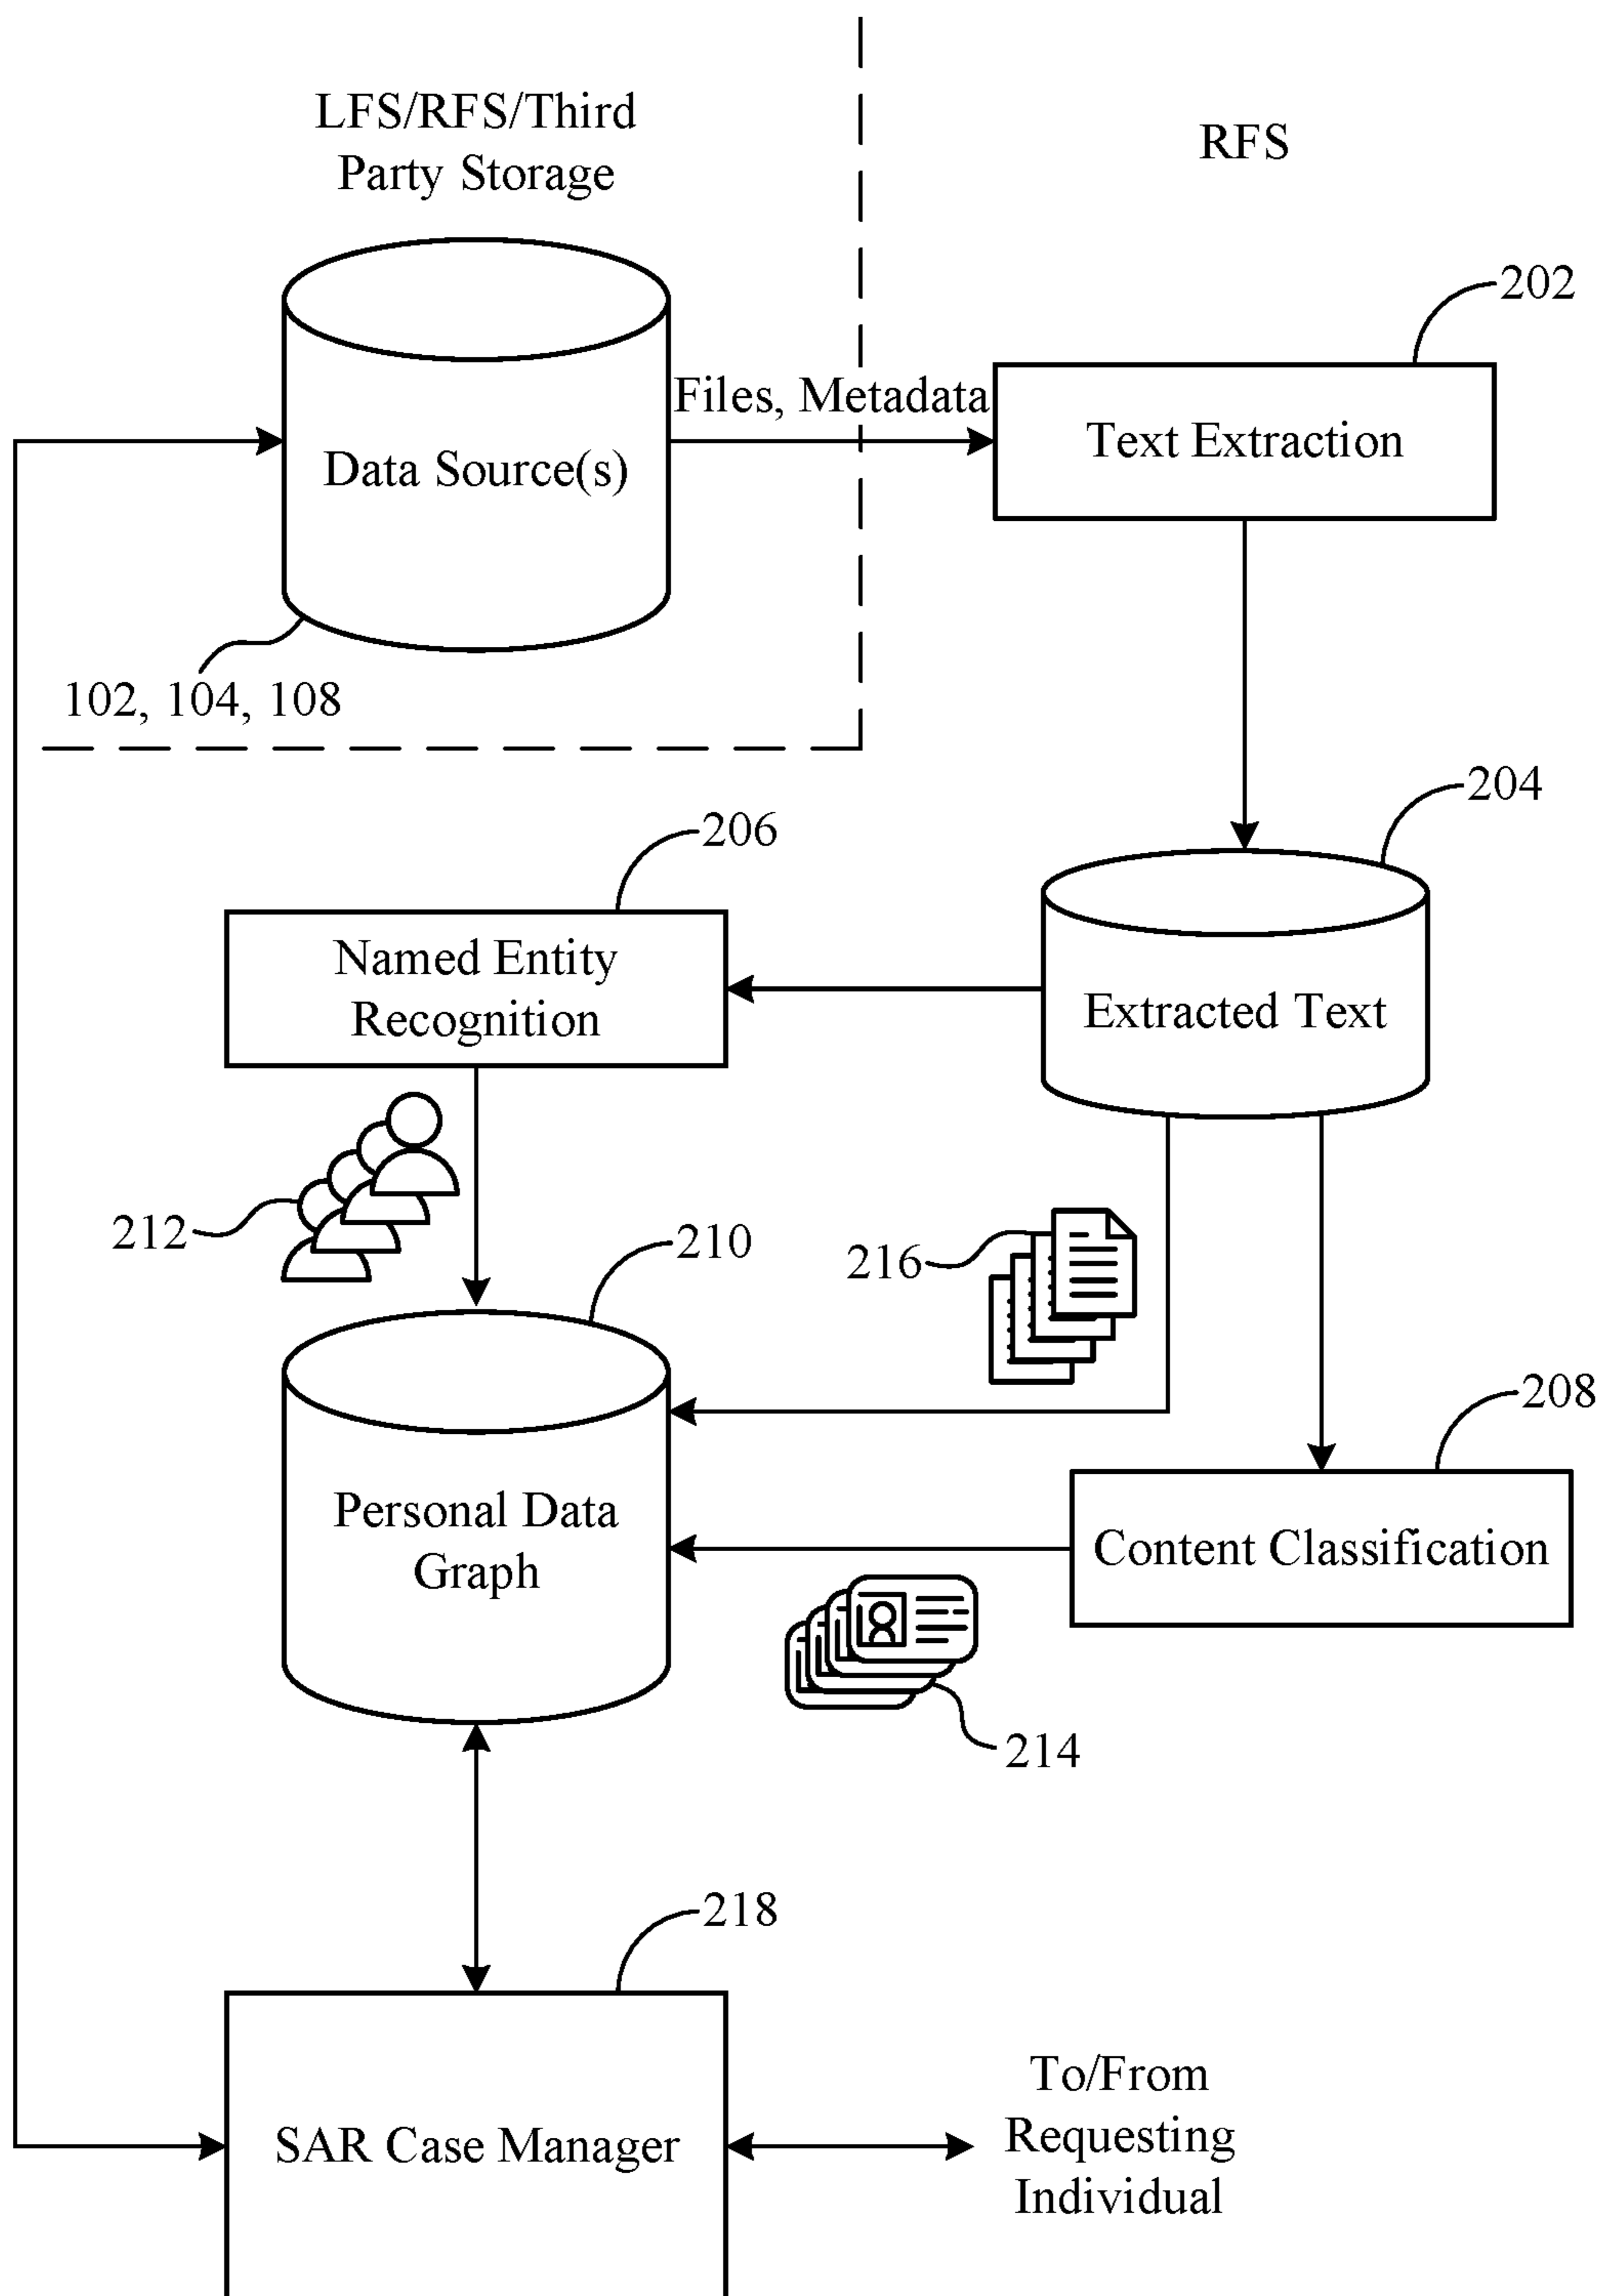 LFS/RFS/Third
Party Storage
RFS
202
Files, Metadata
Text Extraction
Data Source(s)
102, 104, 108
204
206
Named Entity
Recognition
Extracted Text
212
210
216
208
Personal Data
Graph
Content Classification
214
218
To/From
Requesting
Individual
SAR Case Manager